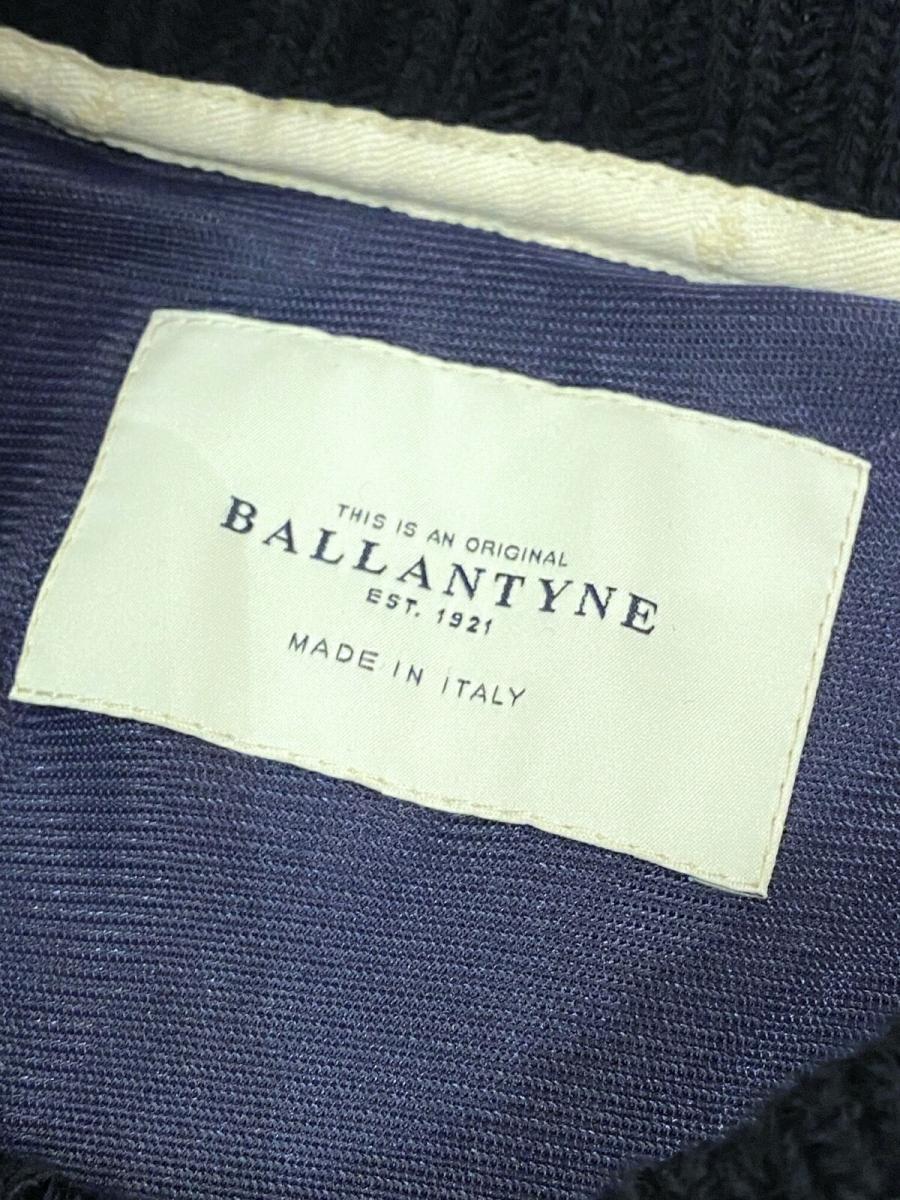 THIS IS AN ORIGINAL
BALLANTYNE
EST. 1921
MADE IN ITALY